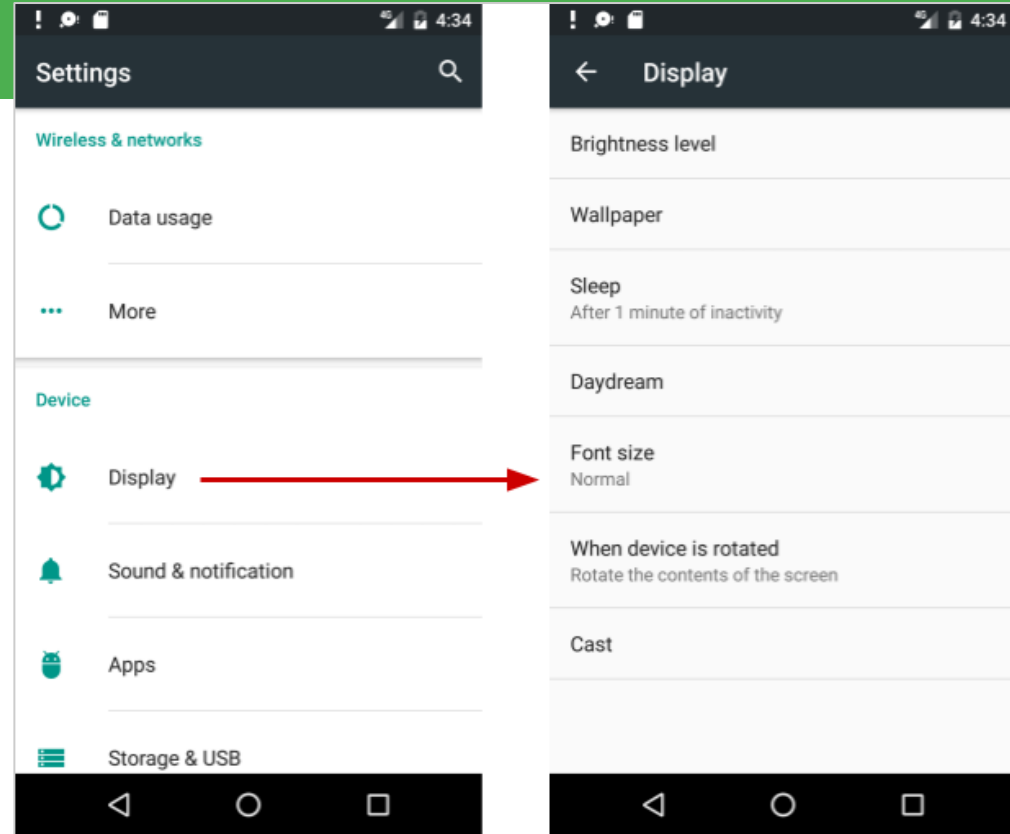 4G 4:34
Settings
Wireless & networks
Data usage
More
Device
Display
Sound & notification
Apps
Storage & USB
4G 4:34
Display
Brightness level
Wallpaper
Sleep
After 1 minute of inactivity
Daydream
Font size
Normal
When device is rotated
Rotate the contents of the screen
Cast